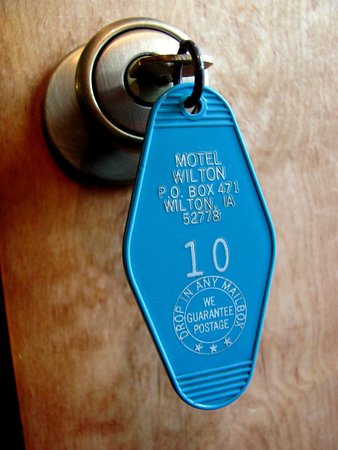 MOTEL
WILTON
P.O. BOX 471
WILTON, IA
52778
10
DROP IN ANY MAILBOX
WE
GUARANTEE
POSTAGE